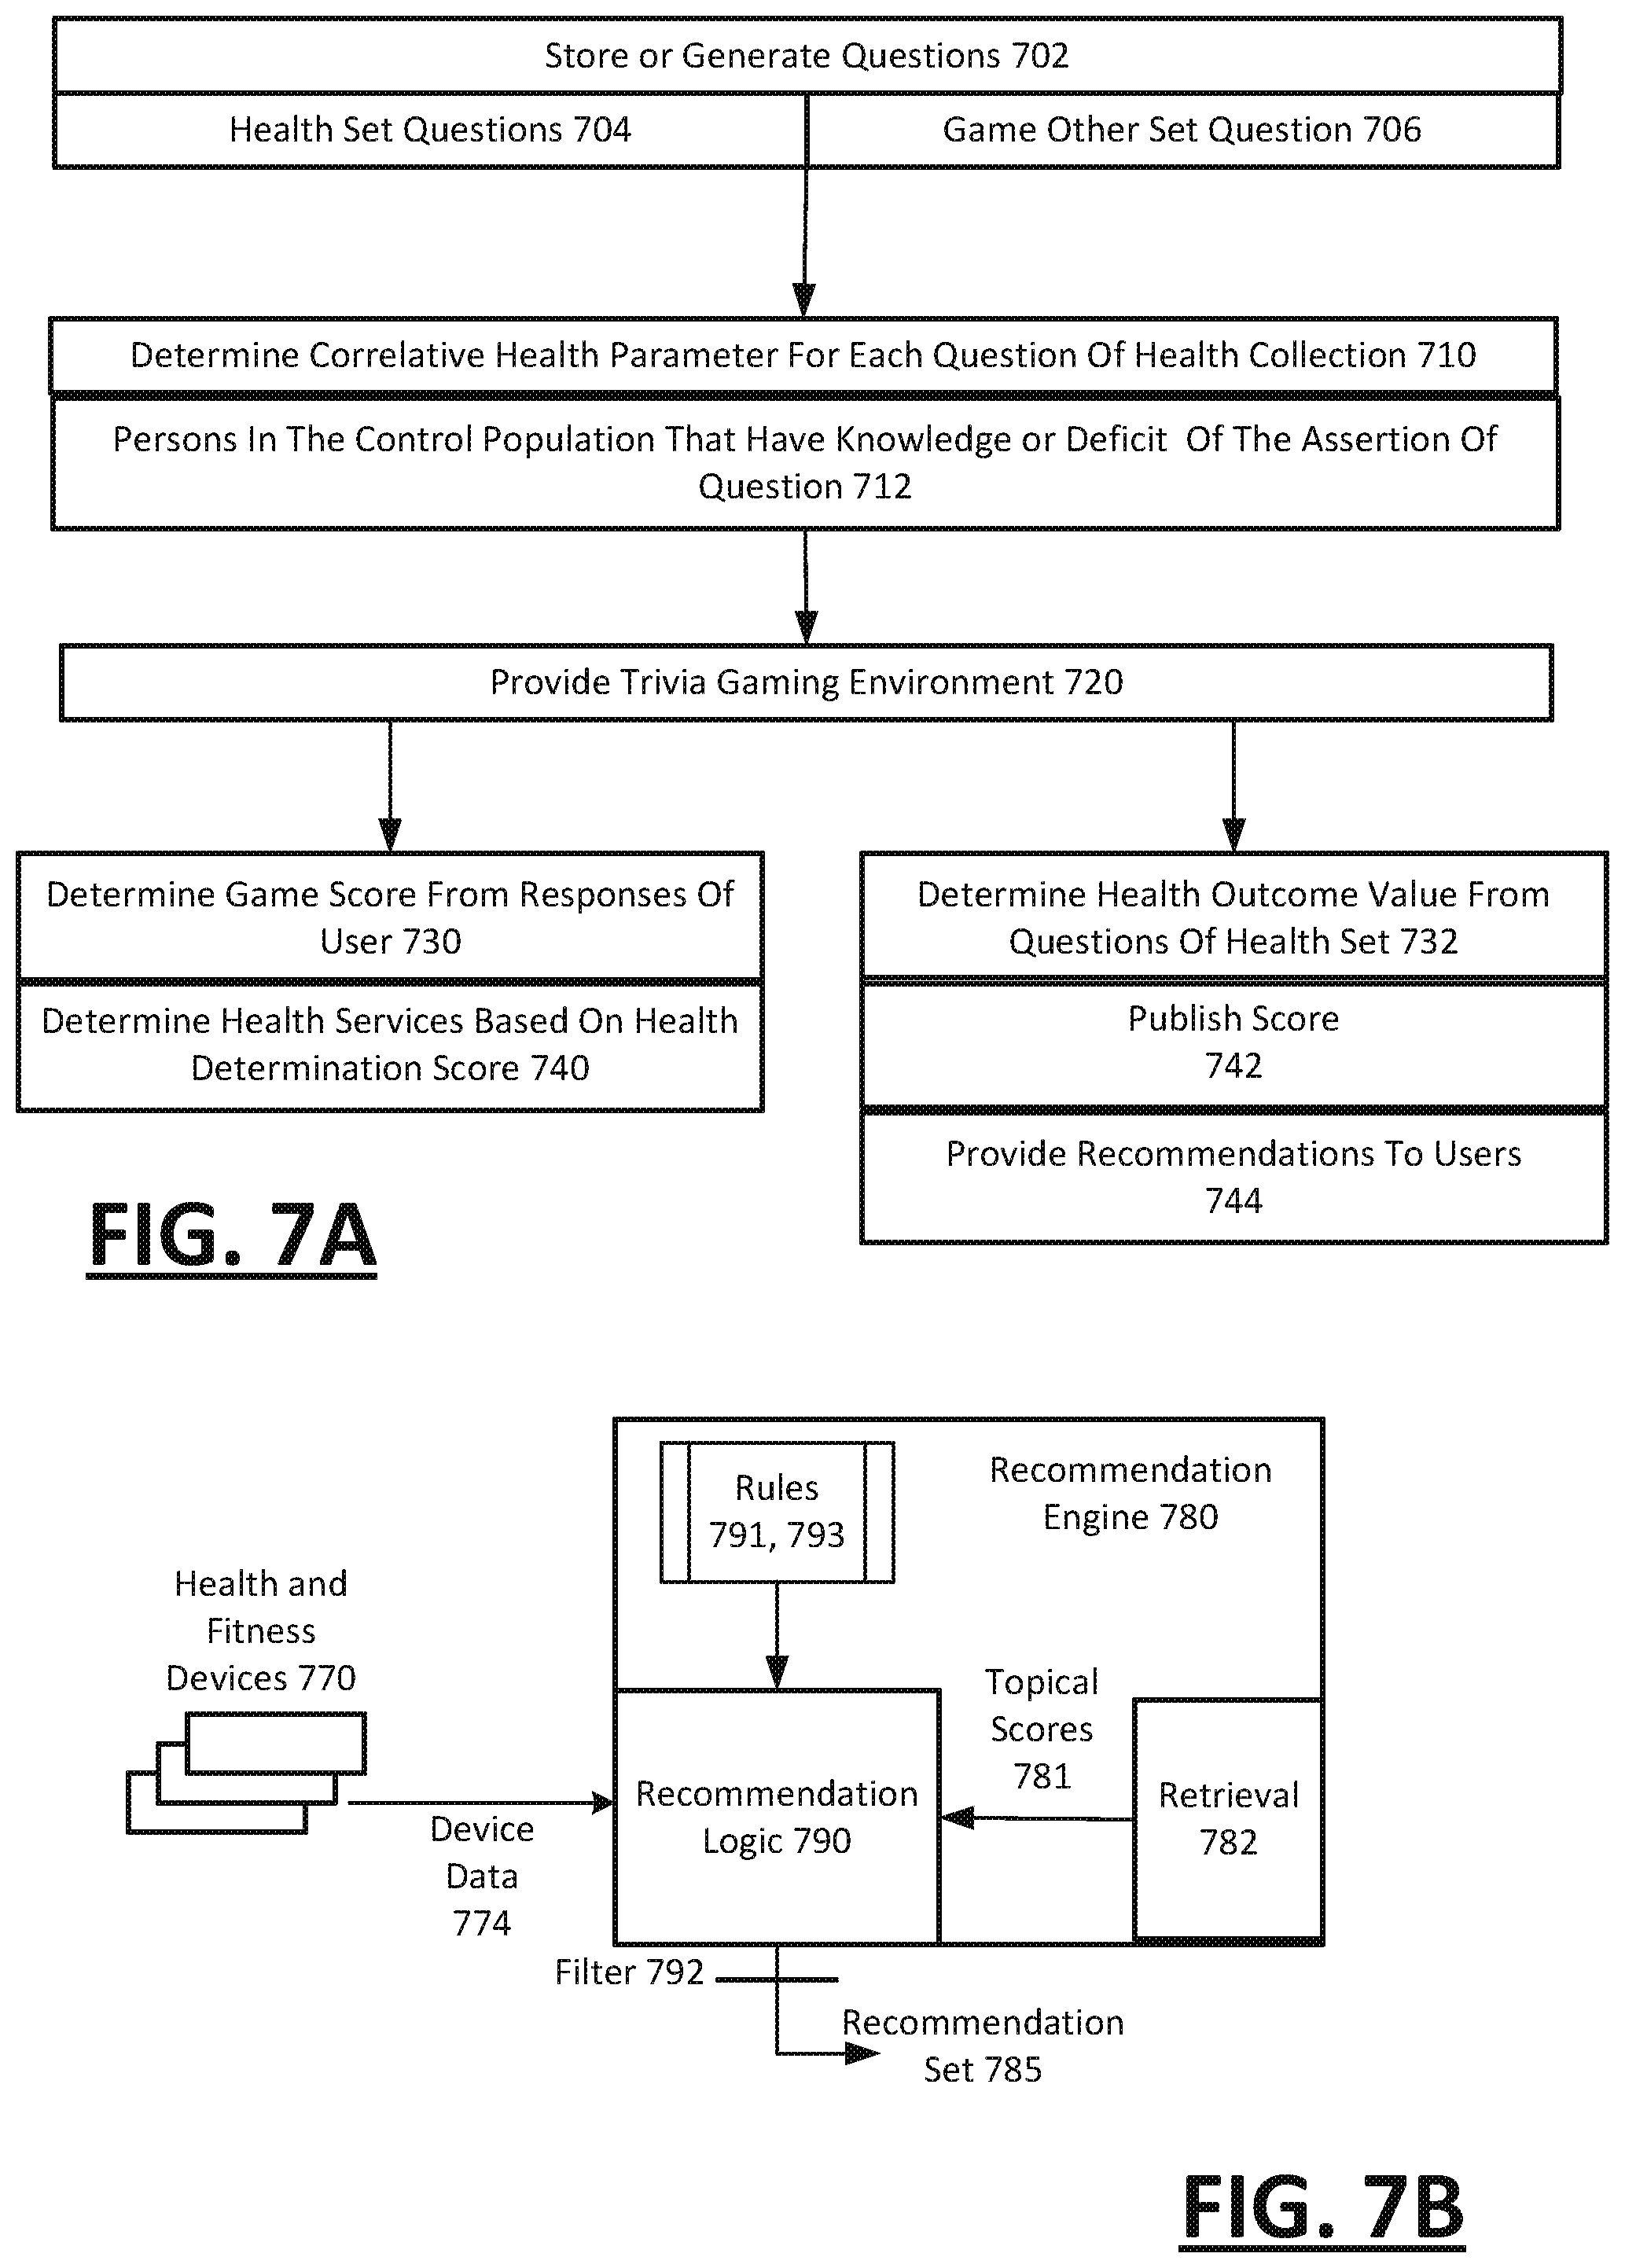 Store or Generate Questions 702
Health Set Questions 704
Game Other Set Question 706
Determine Correlative Health Parameter For Each Question Of Health Collection 710
Persons In The Control Population That Have Knowledge or Deficit Of The Assertion Of
Question 712
Provide Trivia Gaming Environment 720
Determine Game Score From Responses Of
User 730
Determine Health Services Based On Health
Determination Score 740
Determine Health Outcome Value From
Questions Of Health Set 732
Publish Score
742
Provide Recommendations To Users
744
FIG. 7A
Rules
791, 793
Recommendation
Engine 780
Health and
Fitness
Devices 770
Device
Data
774
Recommendation
Logic 790
Topical
Scores
781
Retrieval
782
Filter 792
Recommendation
Set 785
FIG. 7B